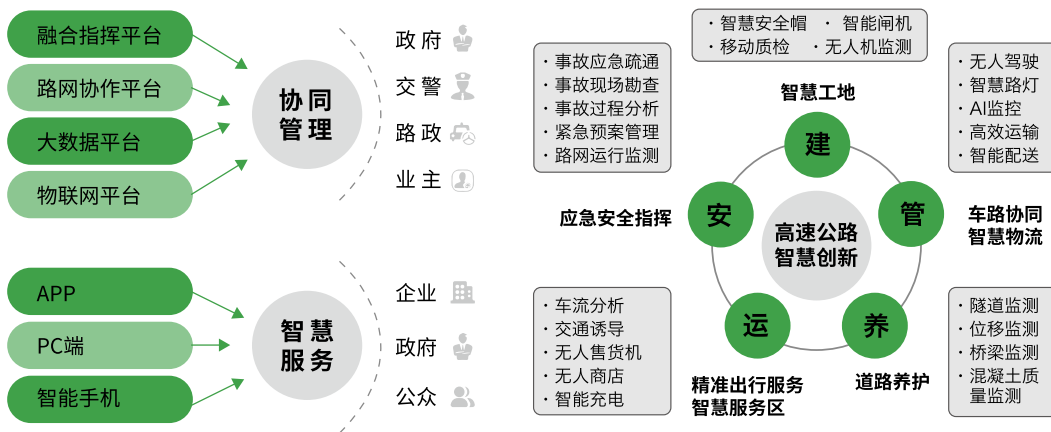 融合指挥平台
路网协作平台
大数据平台
物联网平台
协同
管理
政府
交警
路政
业主
APP
PC端
智能手机
智慧
服务
企业
政府
公众
· 智慧安全帽 · 智能闸机
· 移动质检 · 无人机监测
智慧工地
· 事故应急疏通
· 事故现场勘查
· 事故过程分析
· 紧急预案管理
· 路网运行监测
应急安全指挥
· 无人驾驶
· 智慧路灯
· AI监控
· 高效运输
· 智能配送
车路协同
智慧物流
建
安
管
运
养
高速公路
智慧创新
· 车流分析
· 交通诱导
· 无人售货机
· 无人商店
· 智能充电
精准出行服务
智慧服务区
道路养护
· 隧道监测
· 位移监测
· 桥梁监测
· 混凝土质
量监测